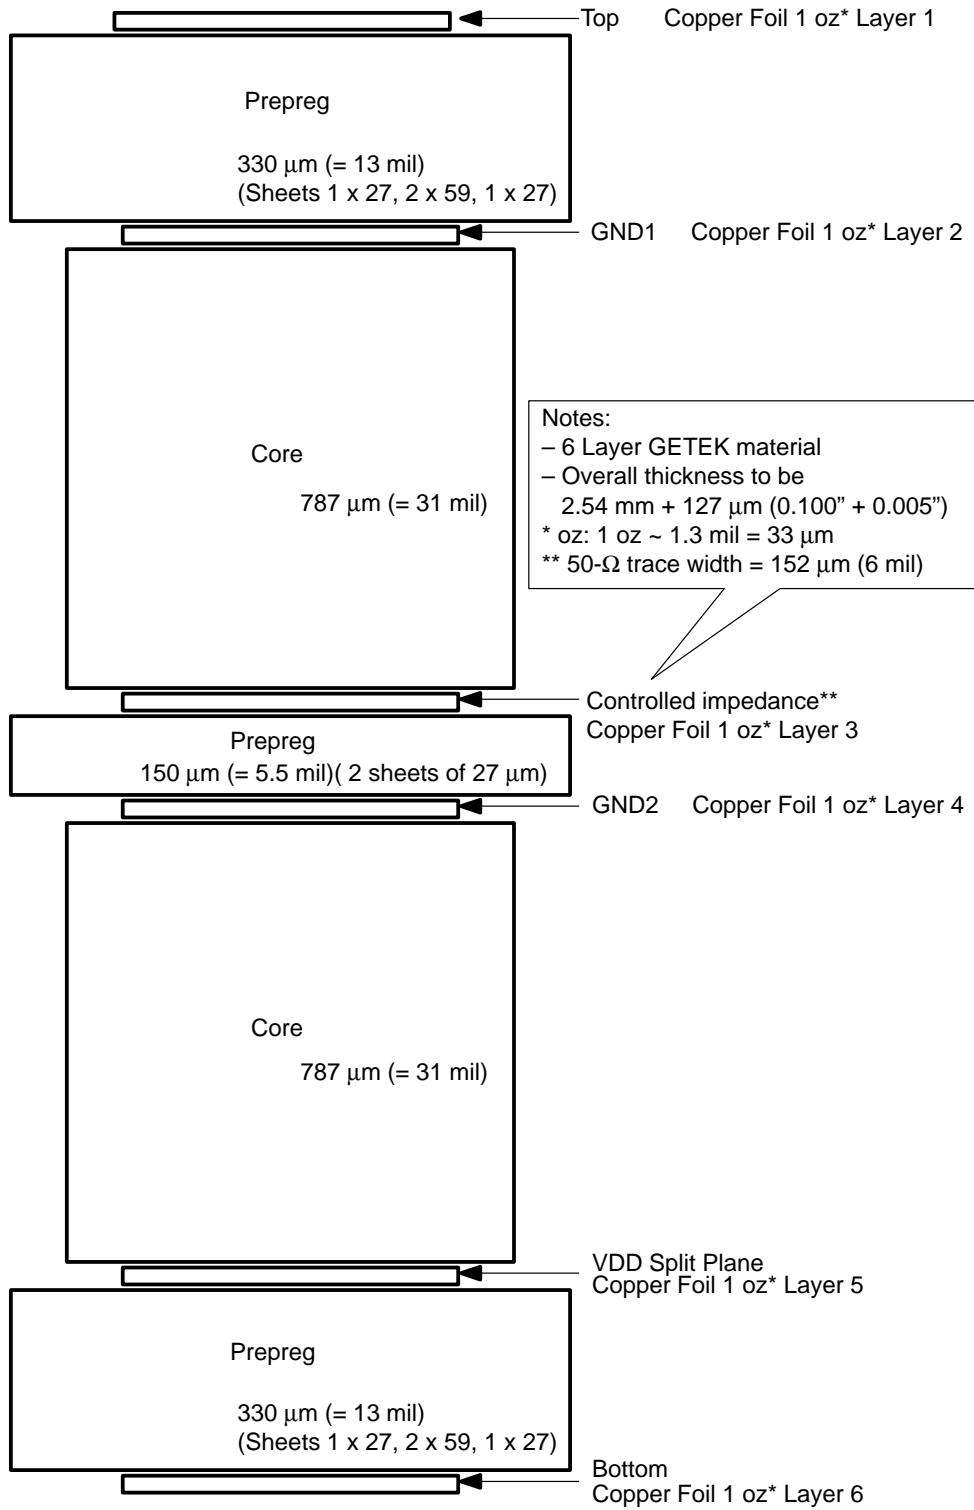 Top Copper Foil 1 oz* Layer 1
Prepreg
330 μm (= 13 mil)
(Sheets 1 x 27, 2 x 59, 1 x 27)
GND1 Copper Foil 1 oz* Layer 2
Core
787 μm (= 31 mil)
Notes:
– 6 Layer GETEK material
– Overall thickness to be
2.54 mm + 127 μm (0.100” + 0.005”)
* oz: 1 oz ~ 1.3 mil = 33 μm
** 50-Ω trace width = 152 μm (6 mil)
Controlled impedance**
Copper Foil 1 oz* Layer 3
Prepreg
150 μm (= 5.5 mil)( 2 sheets of 27 μm)
GND2 Copper Foil 1 oz* Layer 4
Core
787 μm (= 31 mil)
VDD Split Plane
Copper Foil 1 oz* Layer 5
Prepreg
330 μm (= 13 mil)
(Sheets 1 x 27, 2 x 59, 1 x 27)
Bottom
Copper Foil 1 oz* Layer 6